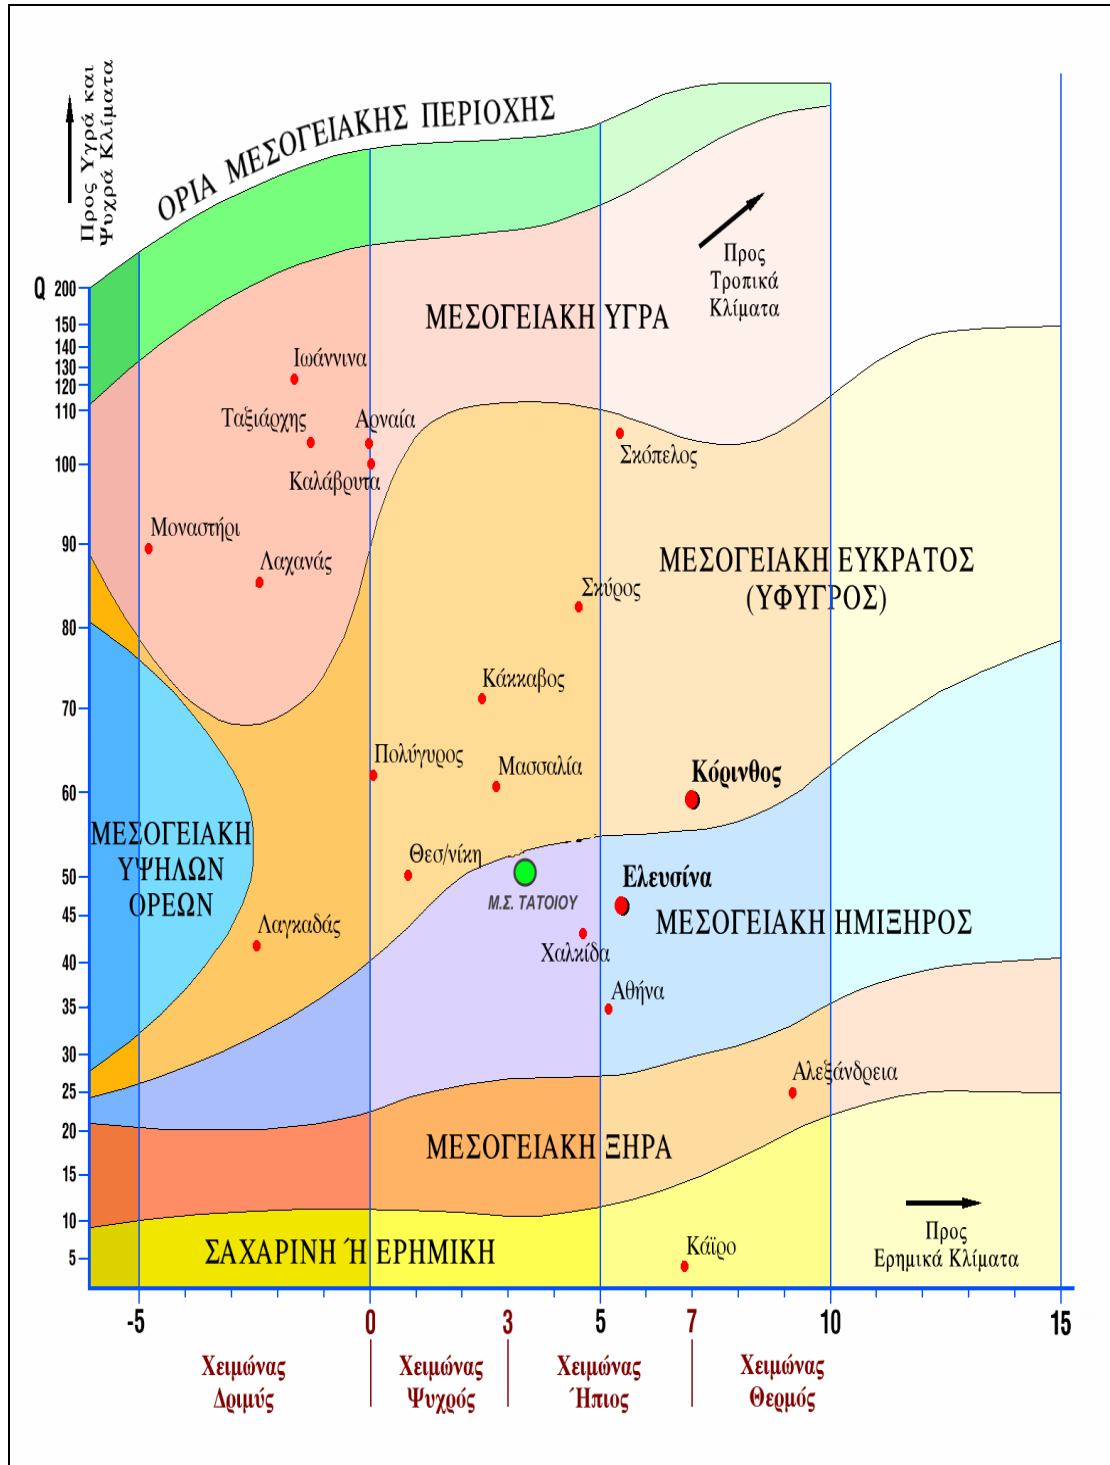 Προς Υγρά και
Ψυχρά Κλίματα
ΟΡΙΑ ΜΕΣΟΓΕΙΑΚΗΣ ΠΕΡΙΟΧΗΣ
Προς
Τροπικά
Κλίματα
Q
200
150
140
130
120
110
100
90
80
70
60
50
45
40
35
30
25
20
15
10
5
ΜΕΣΟΓΕΙΑΚΗ ΥΓΡΑ
Ιωάννινα
Ταξιάρχης
Αρναία
Καλάβρυτα
Σκόπελος
Μοναστήρι
Λαχανάς
ΜΕΣΟΓΕΙΑΚΗ ΕΥΚΡΑΤΟΣ
(ΥΦΥΓΡΟΣ)
Σκύρος
Κάκκαβος
Πολύγυρος
Μασσαλία
Κόρινθος
ΜΕΣΟΓΕΙΑΚΗ
ΥΨΗΛΩΝ
ΟΡΕΩΝ
Θεσ/νίκη
Μ.Σ. ΤΑΤΟΙΟΥ
Ελευσίνα
ΜΕΣΟΓΕΙΑΚΗ ΗΜΙΞΗΡΟΣ
Λαγκαδάς
Χαλκίδα
Αθήνα
Αλεξάνδρεια
ΜΕΣΟΓΕΙΑΚΗ ΞΗΡΑ
ΣΑΧΑΡΙΝΗ Ή ΕΡΗΜΙΚΗ
Κάϊρο
Προς
Ερημικά Κλίματα
-5
0
3
5
7
10
15
Χειμώνας
Δριμύς
Χειμώνας
Ψυχρός
Χειμώνας
Ήπιος
Χειμώνας
Θερμός